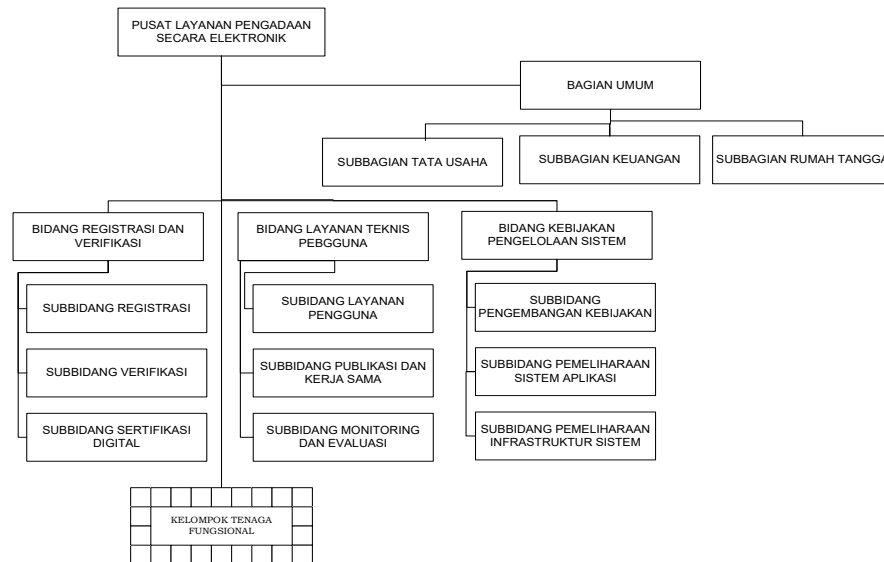 PUSAT LAYANAN PENGADAAN
SECARA ELEKTRONIK
BAGIAN UMUM
SUBBAGIAN TATA USAHA
SUBBAGIAN KEUANGAN
SUBBAGIAN RUMAH TANGGA
BIDANG REGISTRASI DAN
VERIFIKASI
BIDANG LAYANAN TEKNIS
PEBGGUNA
BIDANG KEBIJAKAN
PENGELOLAAN SISTEM
SUBBIDANG REGISTRASI
SUBIDANG LAYANAN
PENGGUNA
SUBBIDANG
PENGEMBANGAN KEBIJAKAN
SUBBIDANG VERIFIKASI
SUBBIDANG PUBLIKASI DAN
KERJA SAMA
SUBBIDANG PEMELIHARAAN
SISTEM APLIKASI
SUBBIDANG SERTIFIKASI
DIGITAL
SUBBIDANG MONITORING
DAN EVALUASI
SUBBIDANG PEMELIHARAAN
INFRASTRUKTUR SISTEM
KELOMPOK TENAGA
FUNGSIONAL